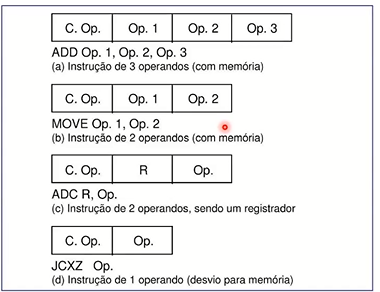 C. Op. Op. 1 Op. 2 Op. 3
ADD Op. 1, Op. 2, Op. 3
(a) Instrução de 3 operandos (com memória)
C. Op. Op. 1 Op. 2
MOVE Op. 1, Op. 2
(b) Instrução de 2 operandos (com memória)
C. Op. R Op.
ADC R, Op.
(c) Instrução de 2 operandos, sendo um registrador
C. Op. Op.
JCXZ Op.
(d) Instrução de 1 operando (desvio para memória)